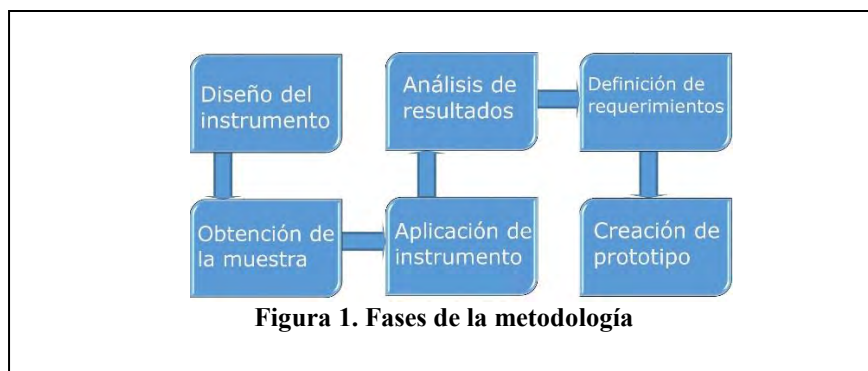 Diseño del
instrumento
Obtención de
la muestra
Aplicación de
instrumento
Análisis de
resultados
Definición de
requerimientos
Creación de
prototipo
Figura 1. Fases de la metodología